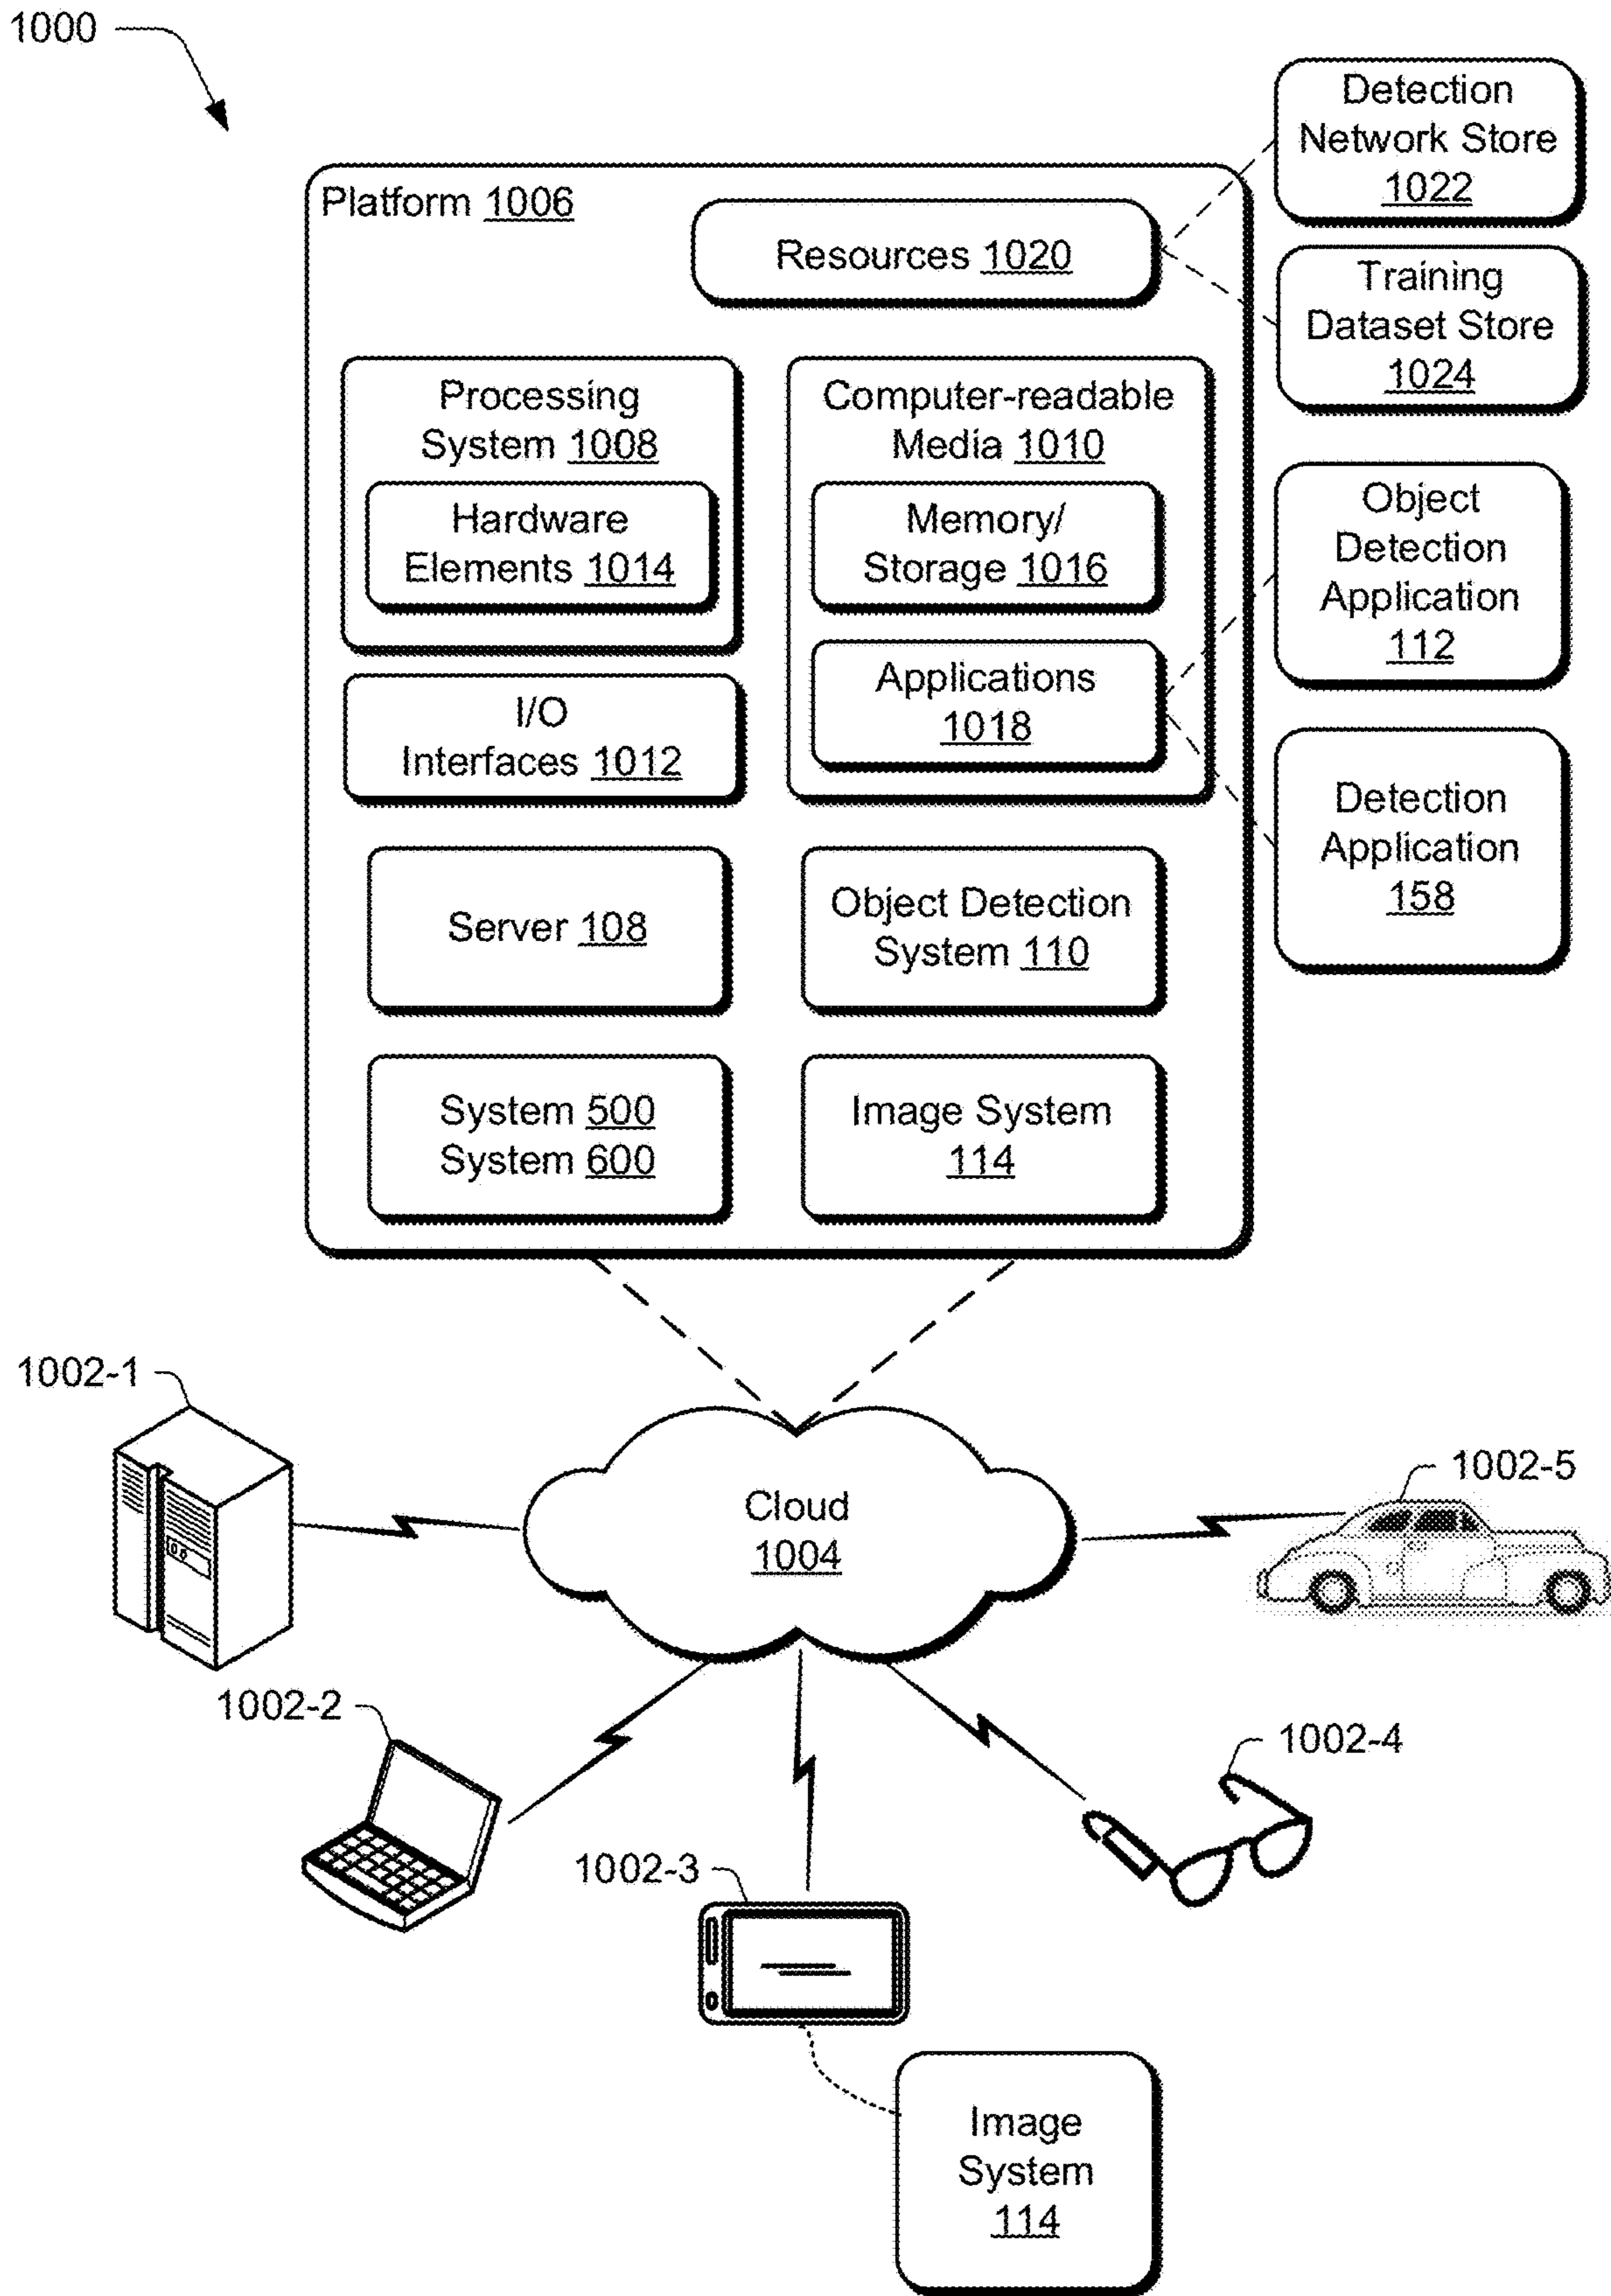 1000
Detection
Network Store
1022
Platform 1006
Resources 1020
Training
Dataset Store
1024
Processing
System 1008
Hardware
Elements 1014
Computer-readable
Media 1010
Memory/
Storage 1016
Applications
1018
Object
Detection
Application
112
I/O
Interfaces 1012
Detection
Application
158
Server 108
Object Detection
System 110
System 500
System 600
Image System
114
1002-1
Cloud
1004
1002-5
1002-2
1002-4
1002-3
Image
System
114